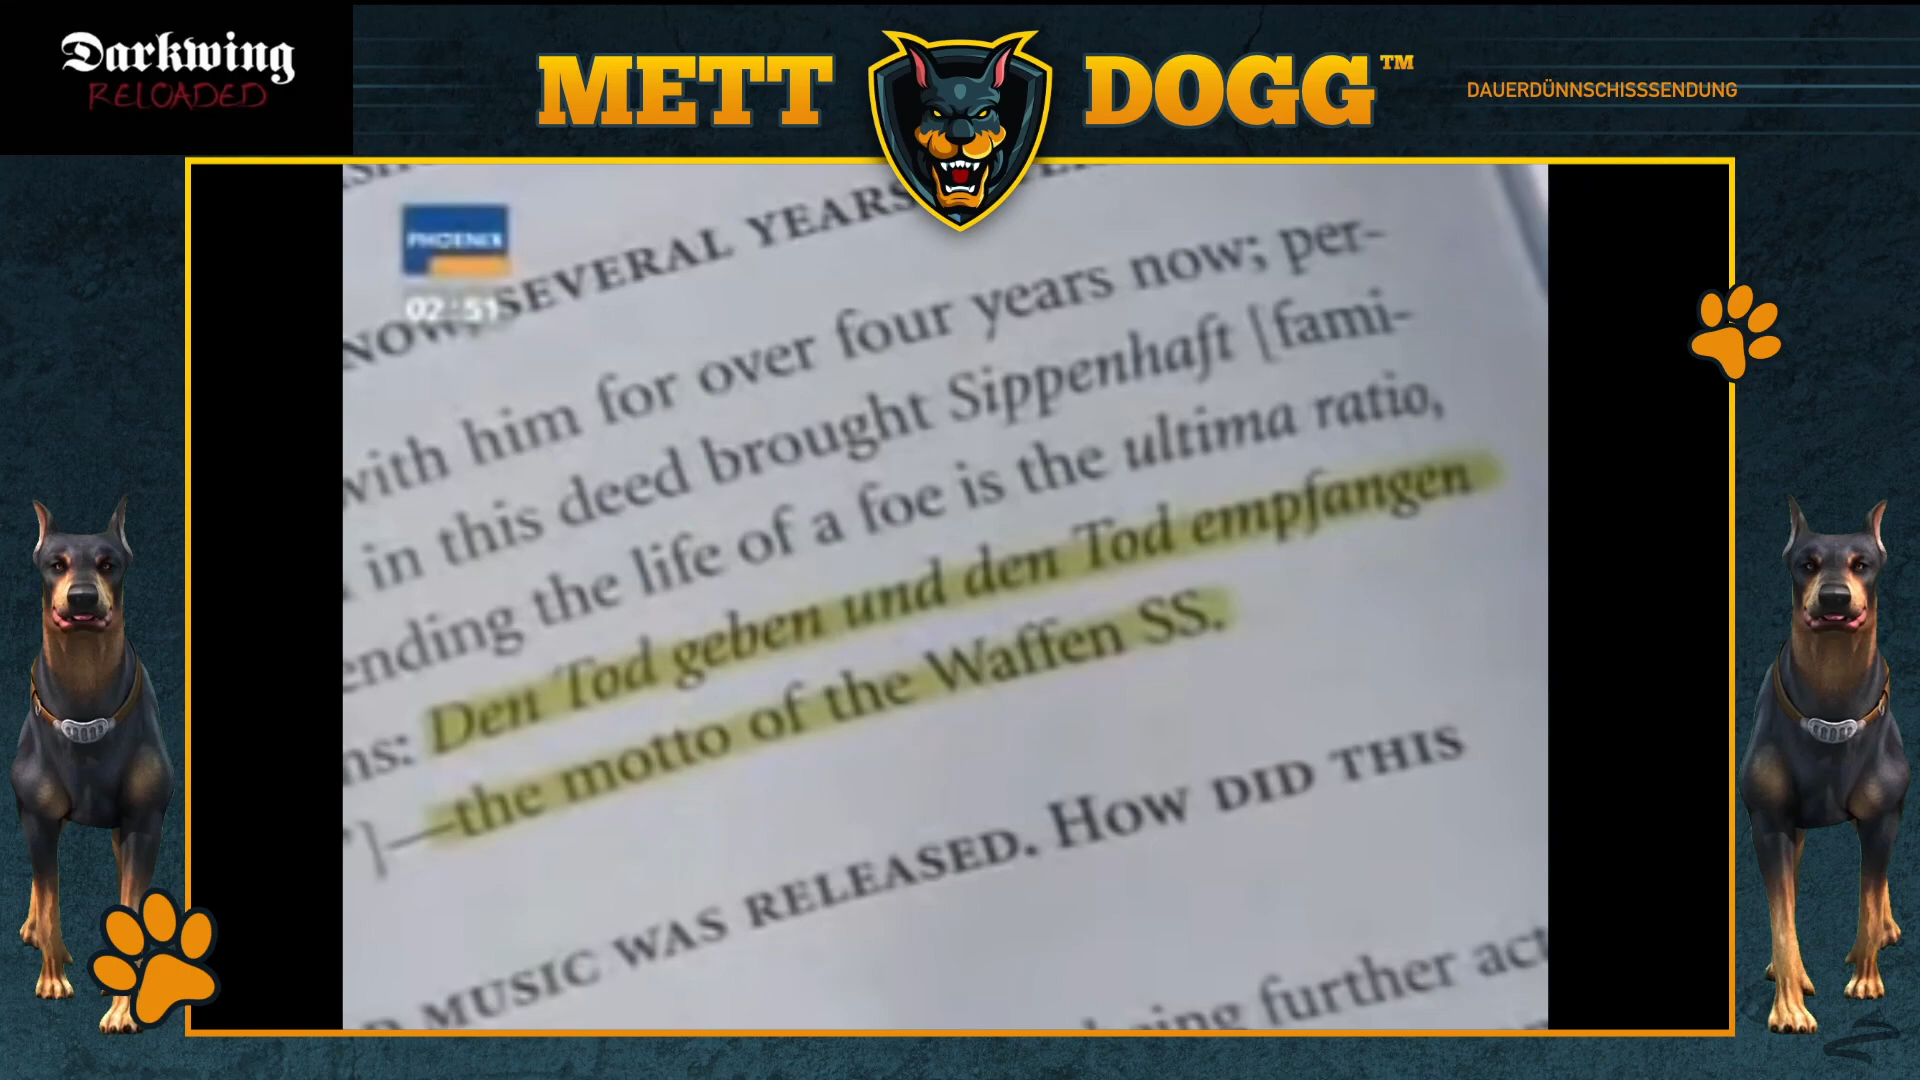 Darkwing
RELOADED
METT DOGG™
DAUERDÜNNSCHISSSENDUNG
PHOENIX
02:51
NOW, SEVERAL YEARS
with him for over four years now; per-
in this deed brought Sippenhaft [fami-
ending the life of a foe is the ultima ratio,
ns: Den Tod geben und den Tod empfangen
"]—the motto of the Waffen SS.
D MUSIC WAS RELEASED. HOW DID THIS
being further act